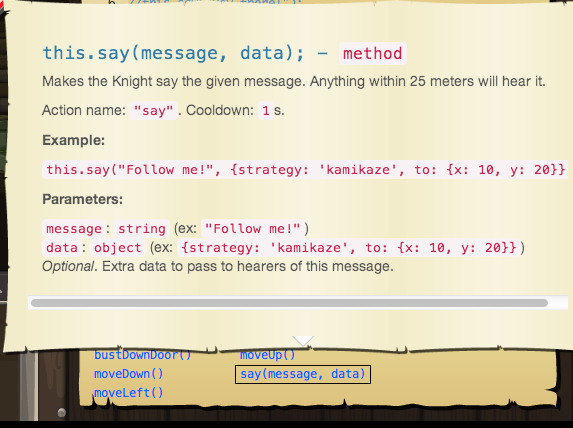 this.say(message, data); – method
Makes the Knight say the given message. Anything within 25 meters will hear it.
Action name: "say". Cooldown: 1 s.
Example:
this.say("Follow me!", {strategy: 'kamikaze', to: {x: 10, y: 20}}
Parameters:
message: string (ex: "Follow me!")
data: object (ex: {strategy: 'kamikaze', to: {x: 10, y: 20}})
Optional. Extra data to pass to hearers of this message.
bustDownDoor() moveUp()
moveDown() say(message, data)
moveLeft()